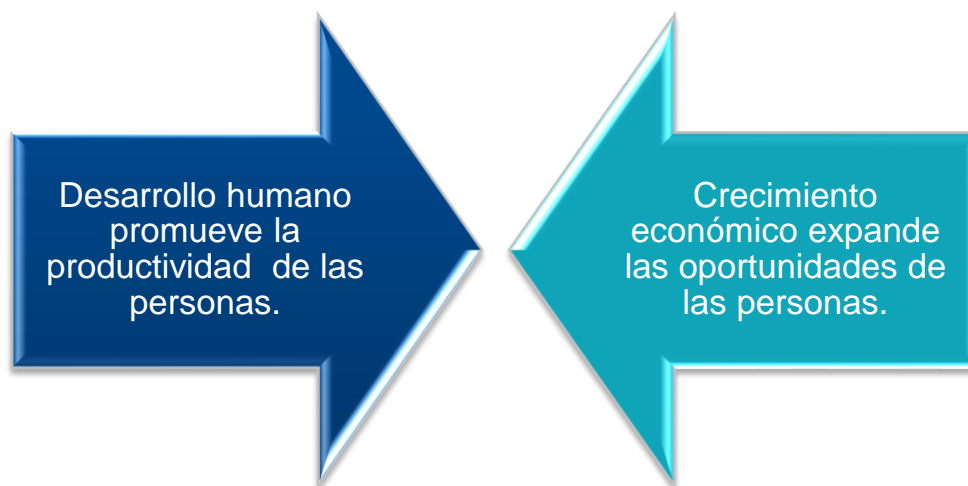 Desarrollo humano
promueve la
productividad de las
personas.
Crecimiento
económico expande
las oportunidades de
las personas.